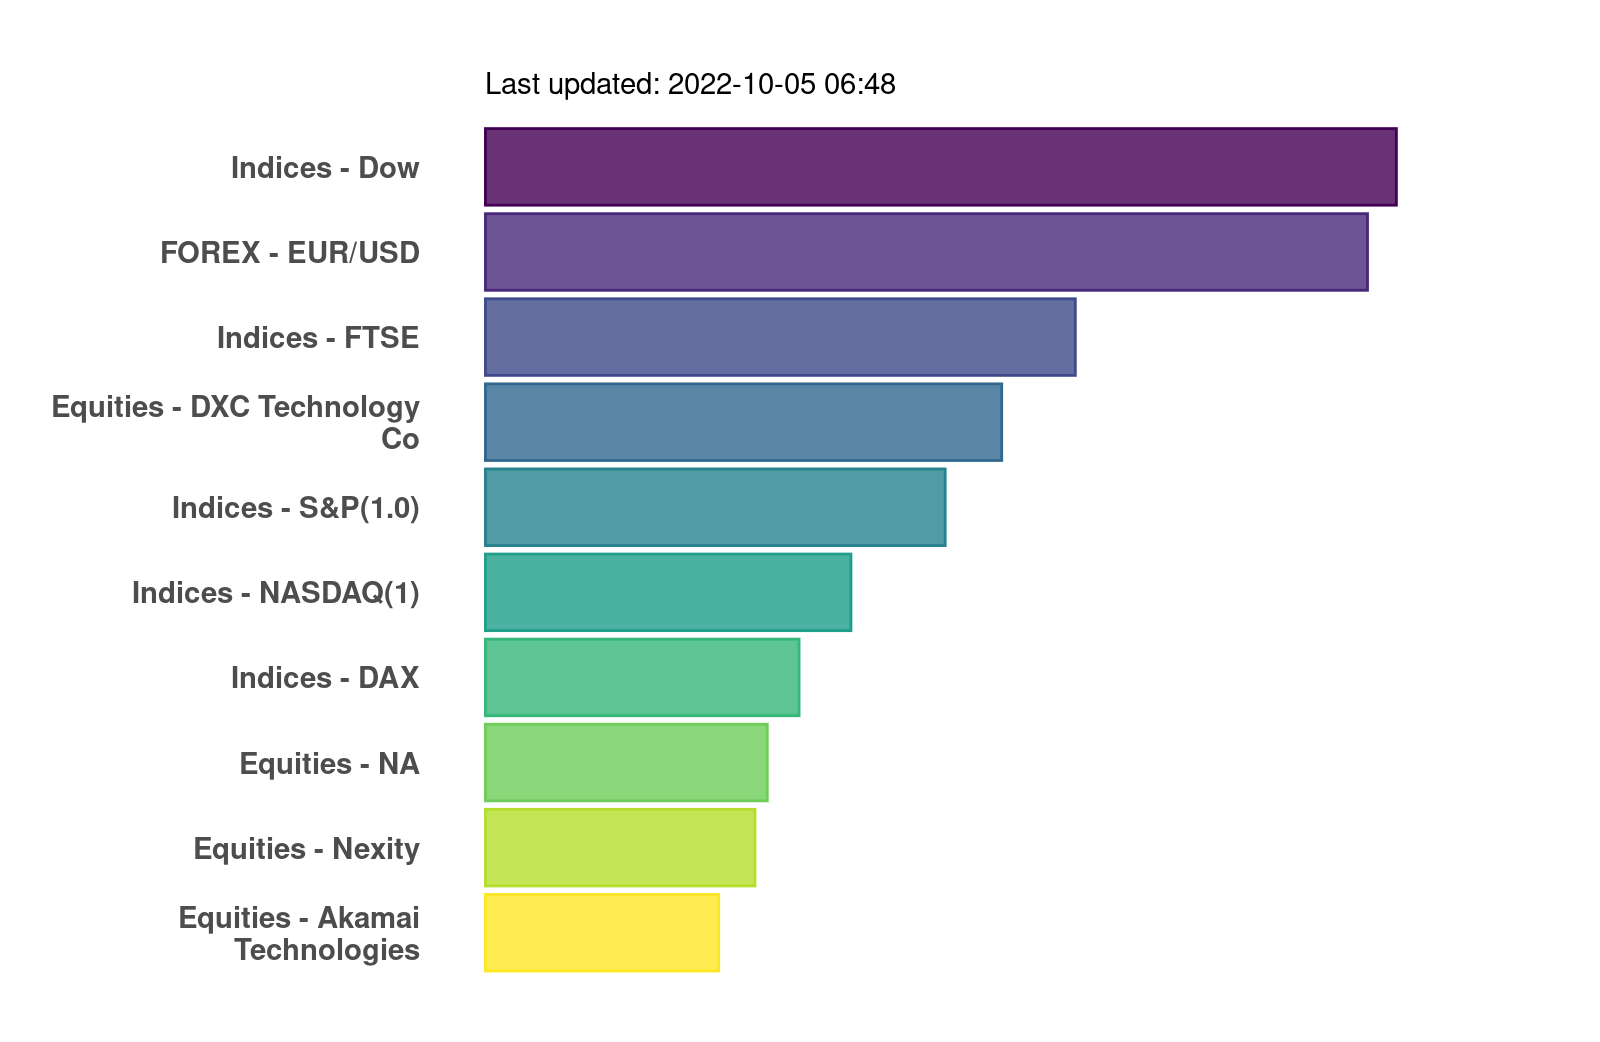 Last updated: 2022-10-05 06:48
Indices - Dow
FOREX - EUR/USD
Indices - FTSE
Equities - DXC Technology
Co
Indices - S&P(1.0)
Indices - NASDAQ(1)
Indices - DAX
Equities - NA
Equities - Nexity
Equities - Akamai
Technologies